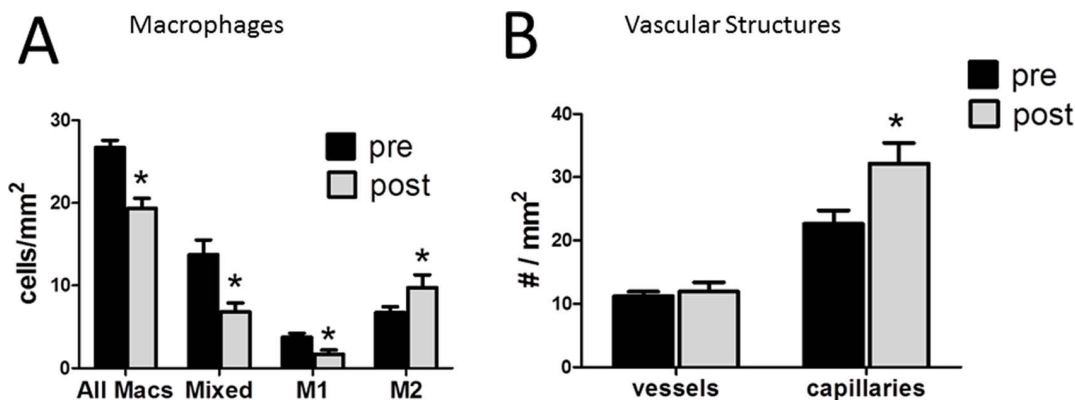 A
Macrophages
30
20
10
0
cells/mm²
pre
post
*
*
*
*
All Macs Mixed M1 M2
B
Vascular Structures
pre
post
40
30
20
10
0
# / mm²
*
vessels capillaries